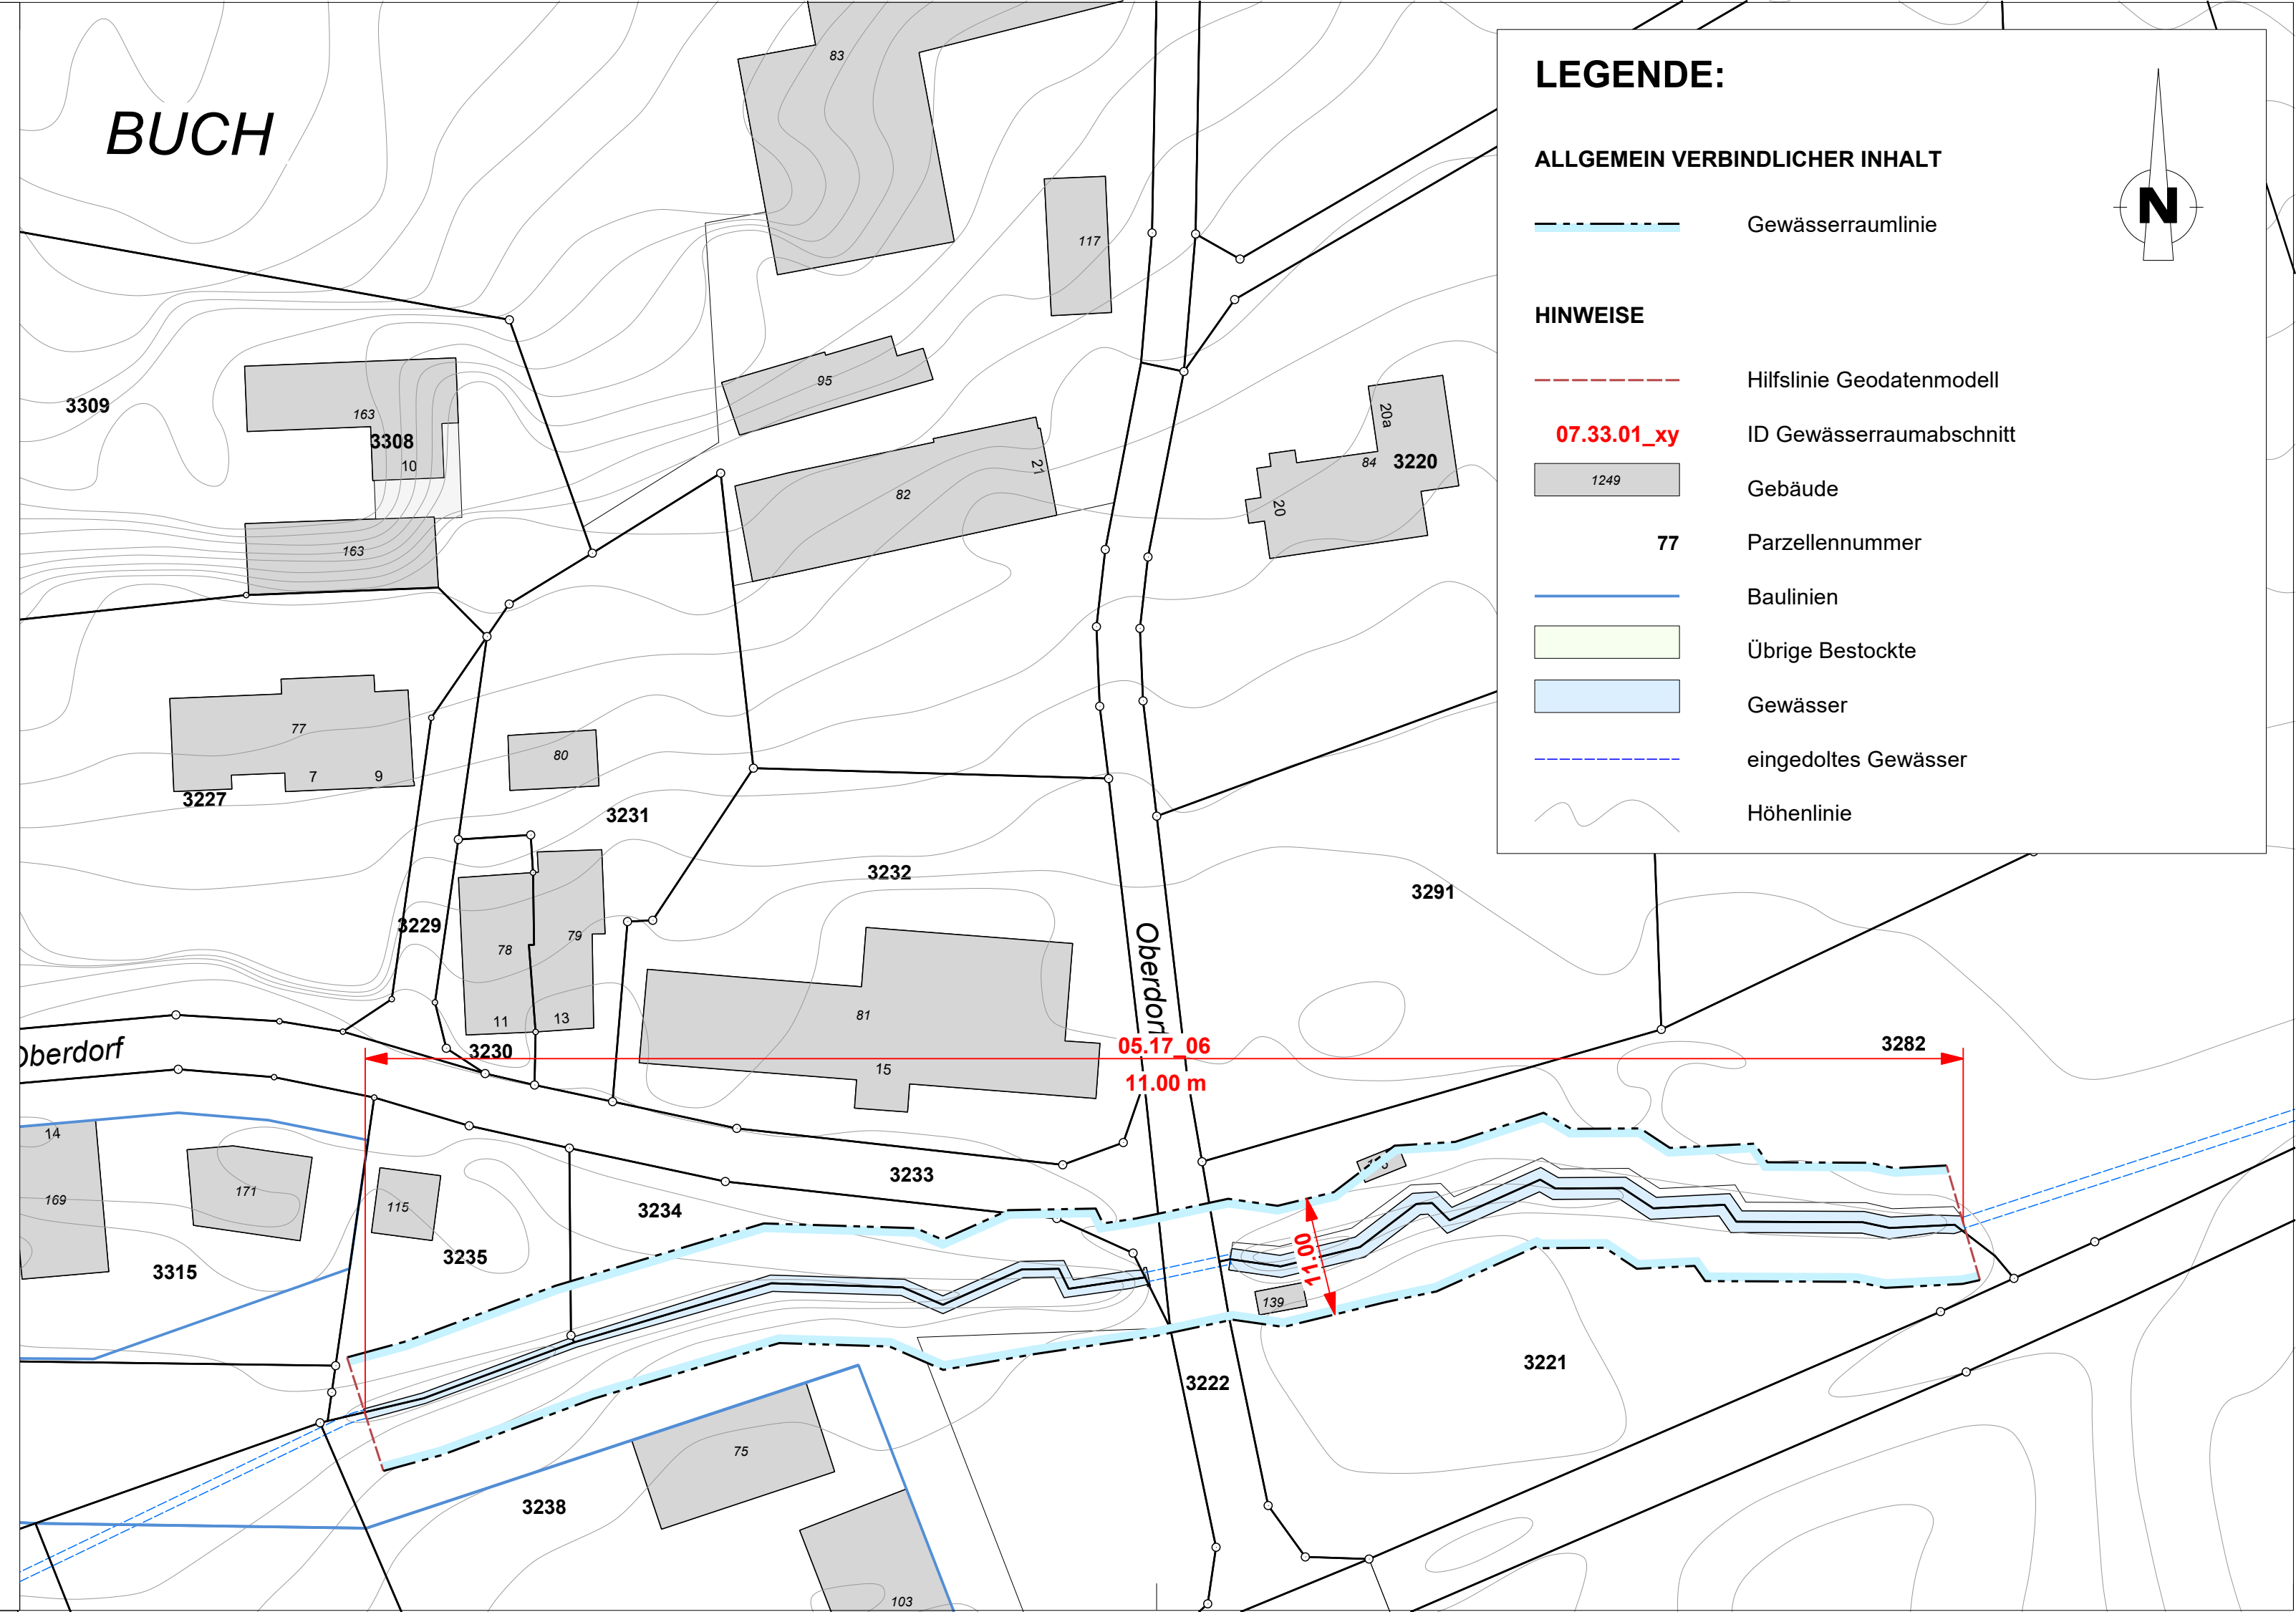 BUCH
LEGENDE:
ALLGEMEIN VERBINDLICHER INHALT
Gewässerraumlinie
N
HINWEISE
Hilfslinie Geodatenmodell
07.33.01_xy ID Gewässerraumabschnitt
1249 Gebäude
77 Parzellennummer
Baulinien
Übrige Bestockte
Gewässer
eingedoltes Gewässer
Höhenlinie
83
117
95
3309
163
3308
10
163
82
21
20a
84
3220
20
77
7
9
3227
80
3231
3232
3291
3229
78
79
11
13
3230
81
15
Oberdorf
Oberdorf
05.17_06
11.00 m
3282
14
169
171
115
3315
3235
3234
3233
11.00
139
3222
3221
75
3238
103